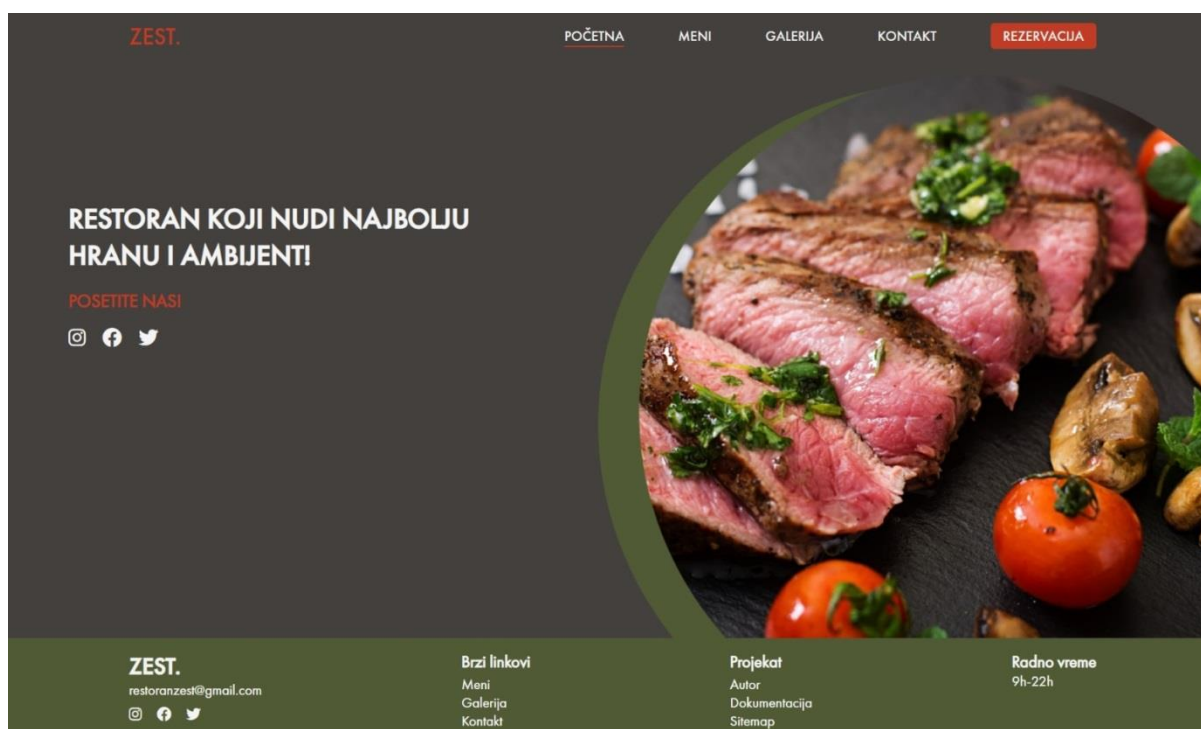 ZEST.
POČETNA MENI GALERIJA KONTAKT REZERVACIJA
RESTORAN KOJI NUDI NAJBOLJU
HRANU I AMBIJENT!
POSETITE NASI
ZEST.
restoranzest@gmail.com
Brzi linkovi
Meni
Galerija
Kontakt
Projekat
Autor
Dokumentacija
Sitemap
Radno vreme
9h-22h